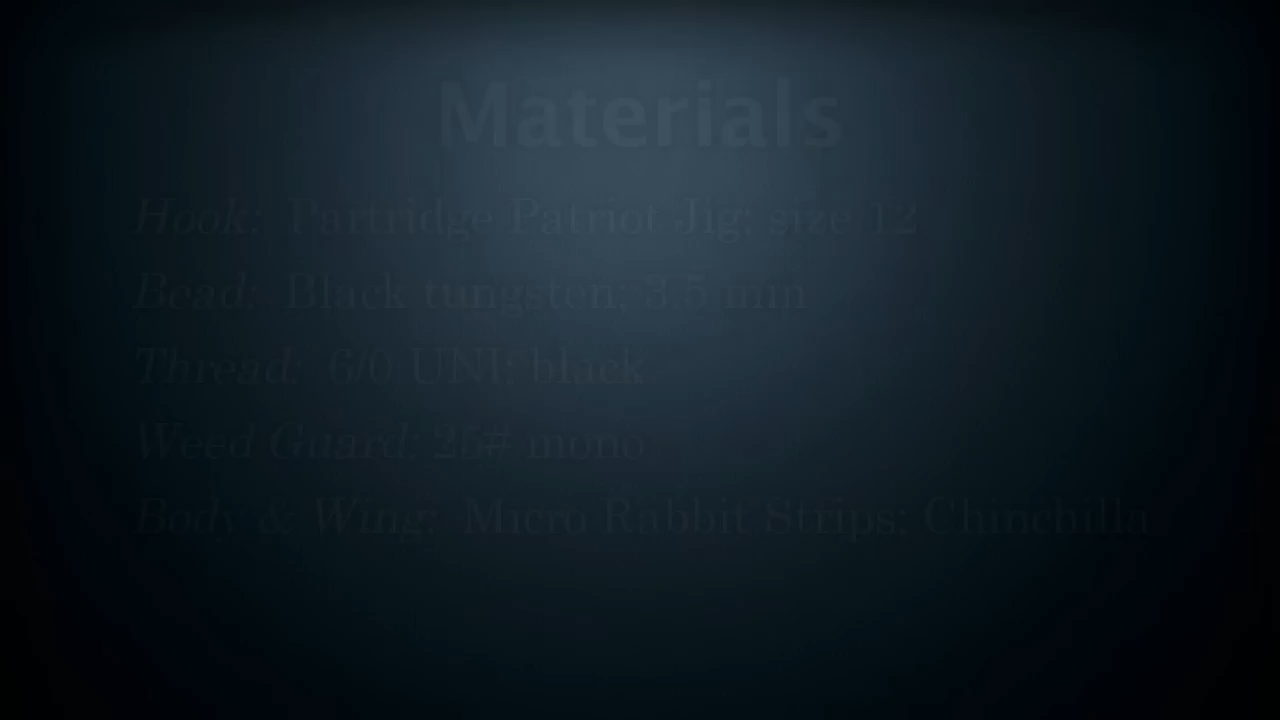 Materials
Hook: Partridge Patriot Jig; size 12
Bead: Black tungsten; 3.5 mm
Thread: 6/0 UNI; black
Weed Guard: 25# mono
Body & Wing: Micro Rabbit Strips; Chinchilla